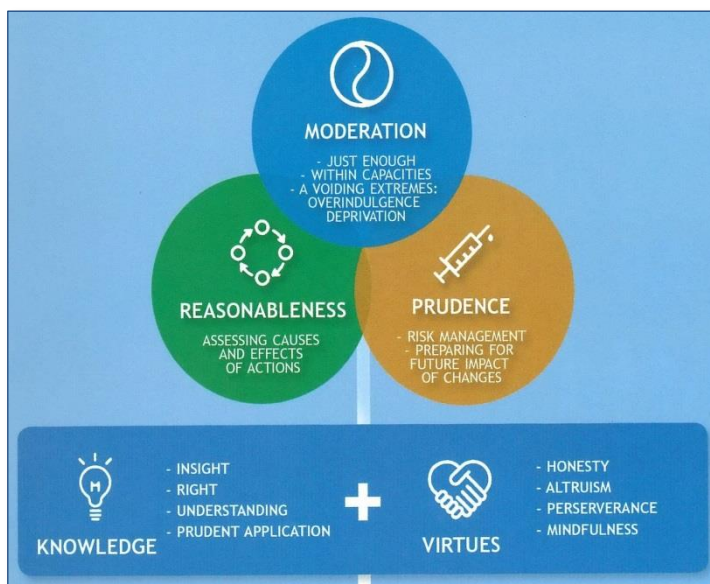 MODERATION
- JUST ENOUGH
- WITHIN CAPACITIES
- A VOIDING EXTREMES:
OVERINDULGENCE
DEPRIVATION
REASONABLENESS
ASSESSING CAUSES
AND EFFECTS
OF ACTIONS
PRUDENCE
- RISK MANAGEMENT
- PREPARING FOR
FUTURE IMPACT
OF CHANGES
KNOWLEDGE
- INSIGHT
- RIGHT
- UNDERSTANDING
- PRUDENT APPLICATION
+
VIRTUES
- HONESTY
- ALTRUISM
- PERSERVERANCE
- MINDFULNESS